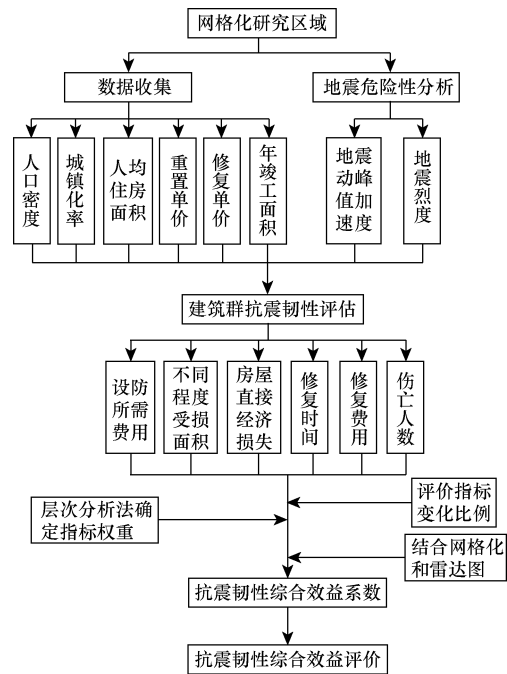 网格化研究区域
数据收集
地震危险性分析
人口密度
城镇化率
人均
住房
面积
重置单价
修复单价
年竣工面积
地震
动峰
值加
速度
地震烈度
建筑群抗震韧性评估
设防
所需
费用
不同
程度
受损
面积
房屋
直接
经济
损失
修复时间
修复费用
伤亡人数
评价指标
变化比例
层次分析法确
定指标权重
结合网格化
和雷达图
抗震韧性综合效益系数
抗震韧性综合效益评价